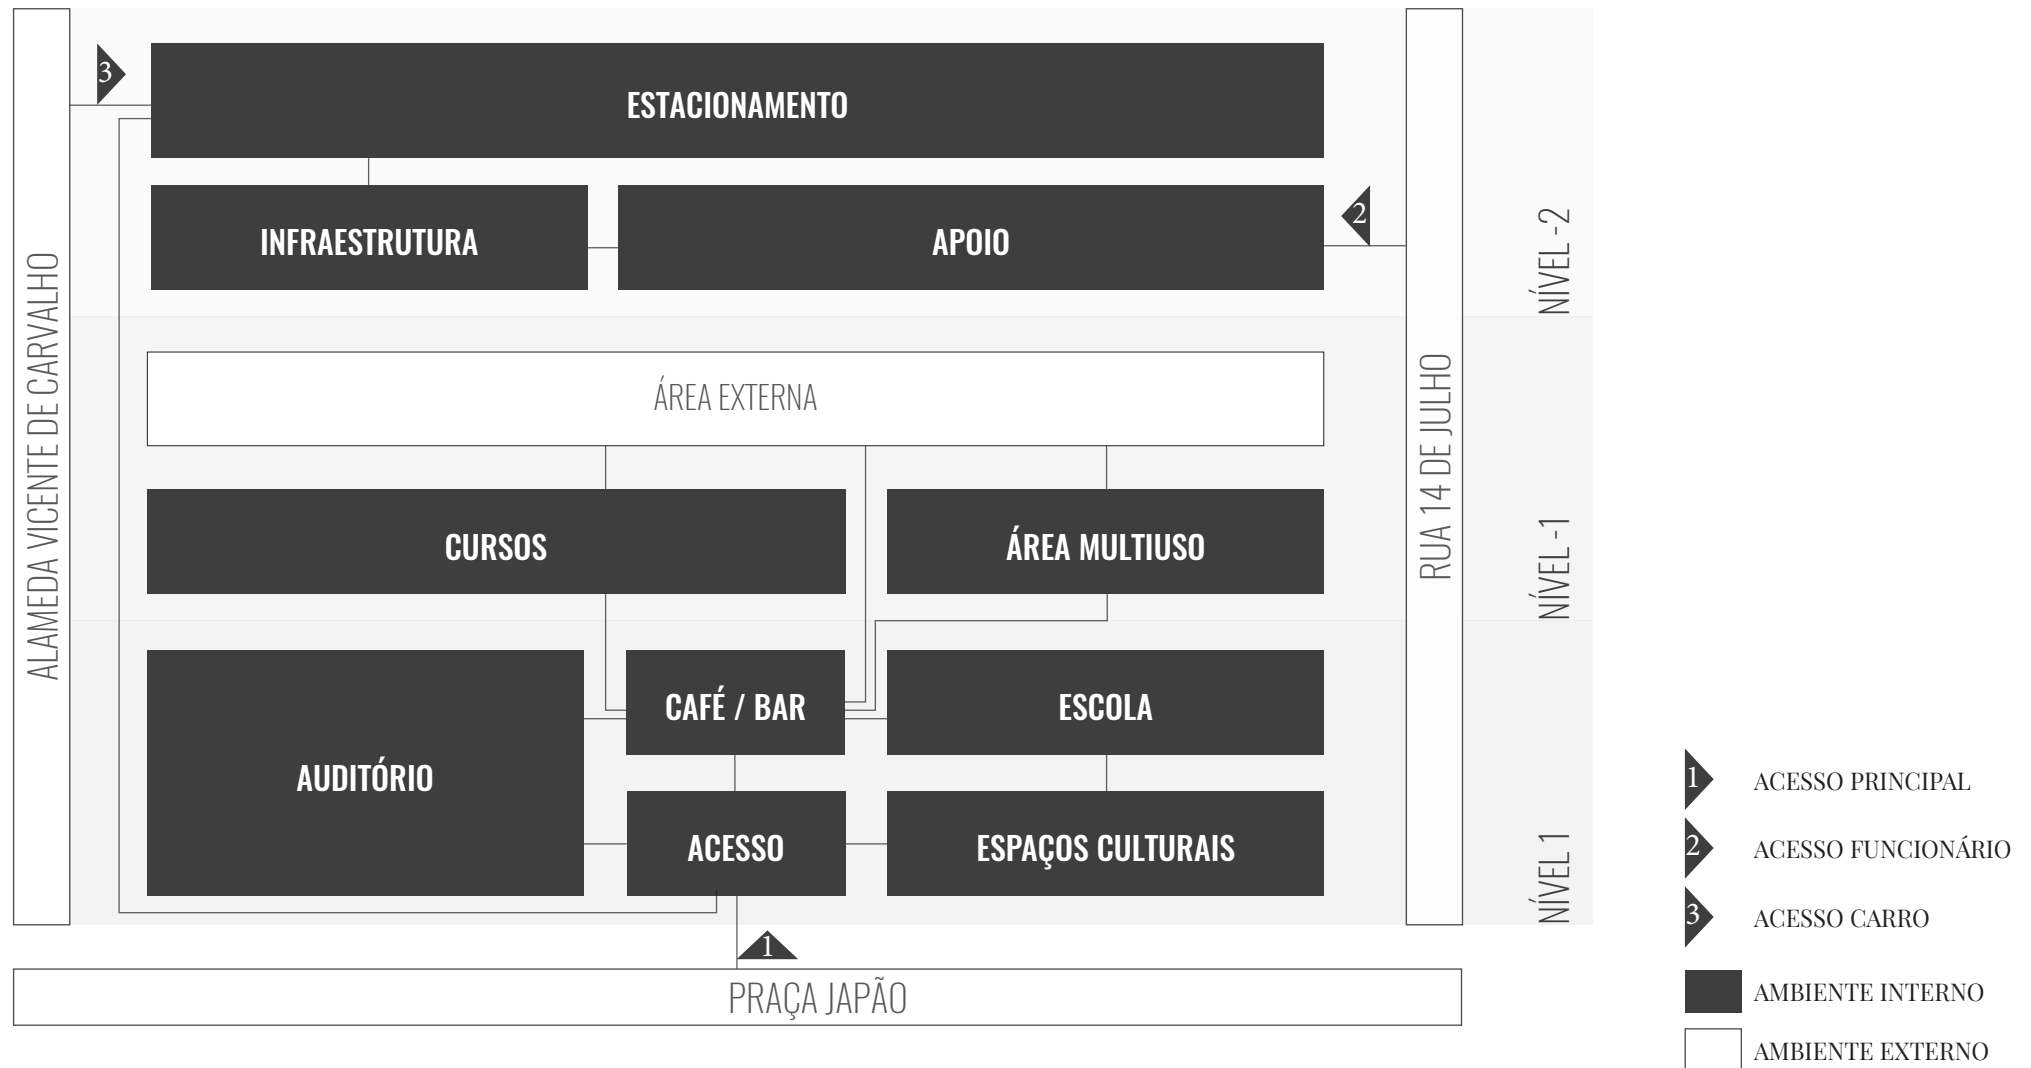 3
ESTACIONAMENTO
INFRAESTRUTURA
APOIO
2
NÍVEL -2
ALAMEDA VICENTE DE CARVALHO
ÁREA EXTERNA
RUA 14 DE JULHO
CURSOS
ÁREA MULTIUSO
NÍVEL -1
CAFÉ / BAR
ESCOLA
AUDITÓRIO
ACESSO
ESPAÇOS CULTURAIS
NÍVEL 1
1
PRAÇA JAPÃO
1 ACESSO PRINCIPAL
2 ACESSO FUNCIONÁRIO
3 ACESSO CARRO
AMBIENTE INTERNO
AMBIENTE EXTERNO